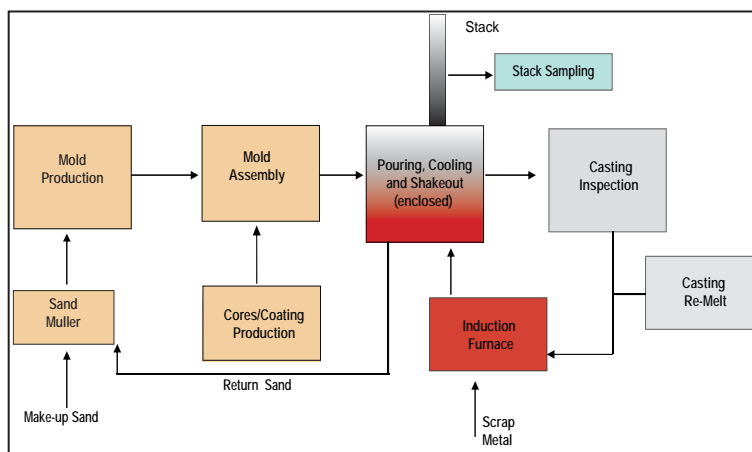 Stack
Stack Sampling
Mold
Production
Mold
Assembly
Pouring, Cooling
and Shakeout
(enclosed)
Casting
Inspection
Sand
Muller
Cores/Coating
Production
Induction
Furnace
Casting
Re-Melt
Return Sand
Make-up Sand
Scrap
Metal